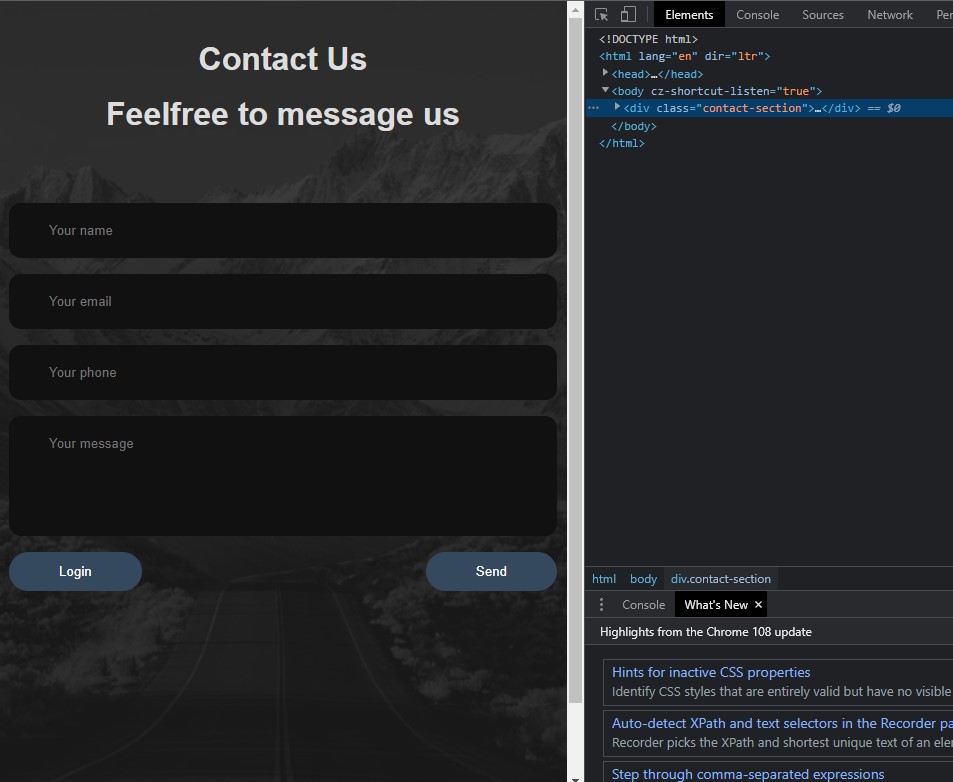 Contact Us
Feelfree to message us
Your name
Your email
Your phone
Your message
Login
Send
Elements Console Sources Network
<!DOCTYPE html>
<html lang="en" dir="ltr">
<head>…</head>
<body cz-shortcut-listen="true">
<div class="contact-section">…</div> == $0
</body>
</html>
html body div.contact-section
Console What's New ×
Highlights from the Chrome 108 update
Hints for inactive CSS properties
Identify CSS styles that are entirely valid but have no visible
Auto-detect XPath and text selectors in the Recorder
Recorder picks the XPath and shortest unique text of an
Step through comma-separated expressions